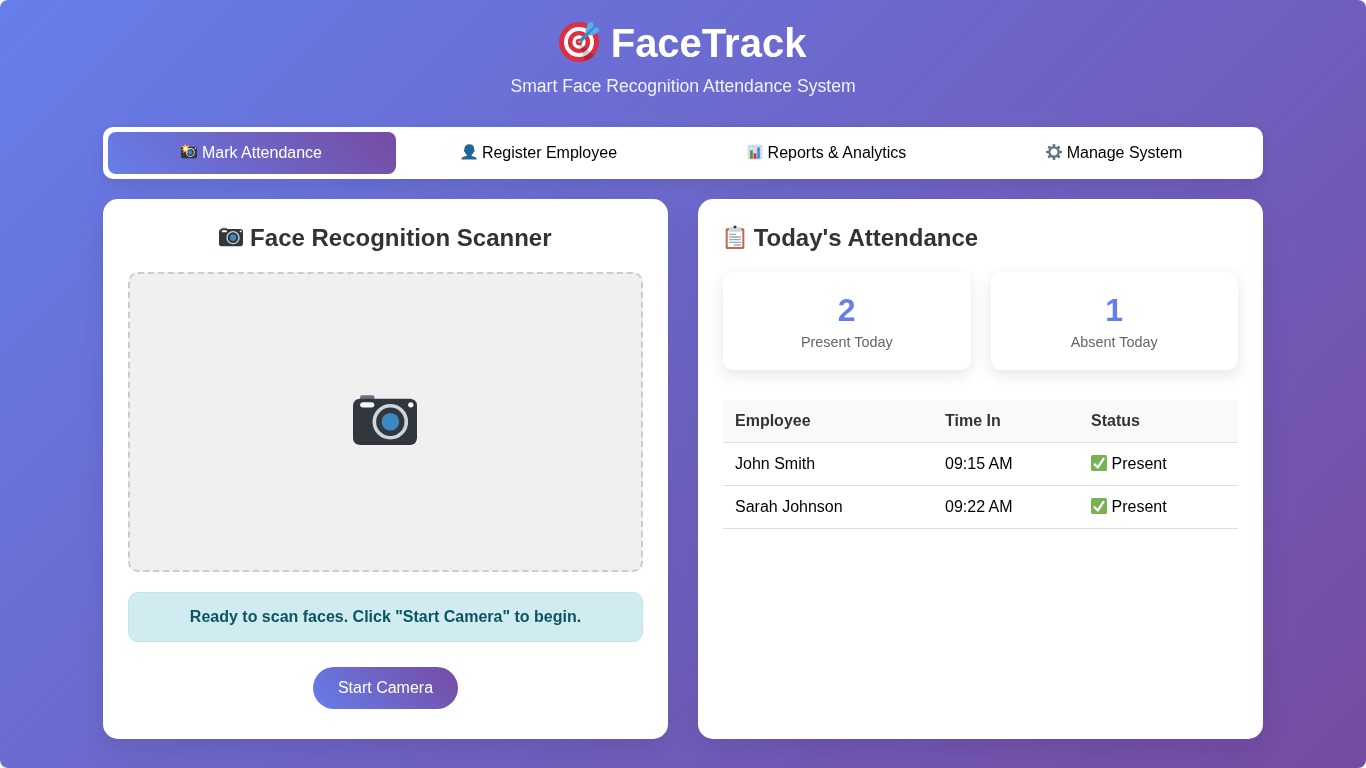 FaceTrack
Smart Face Recognition Attendance System
Mark Attendance
Register Employee
Reports & Analytics
Manage System
Face Recognition Scanner
Ready to scan faces. Click "Start Camera" to begin.
Start Camera
Today's Attendance
2
Present Today
1
Absent Today
Employee Time In Status
John Smith 09:15 AM ✅ Present
Sarah Johnson 09:22 AM ✅ Present